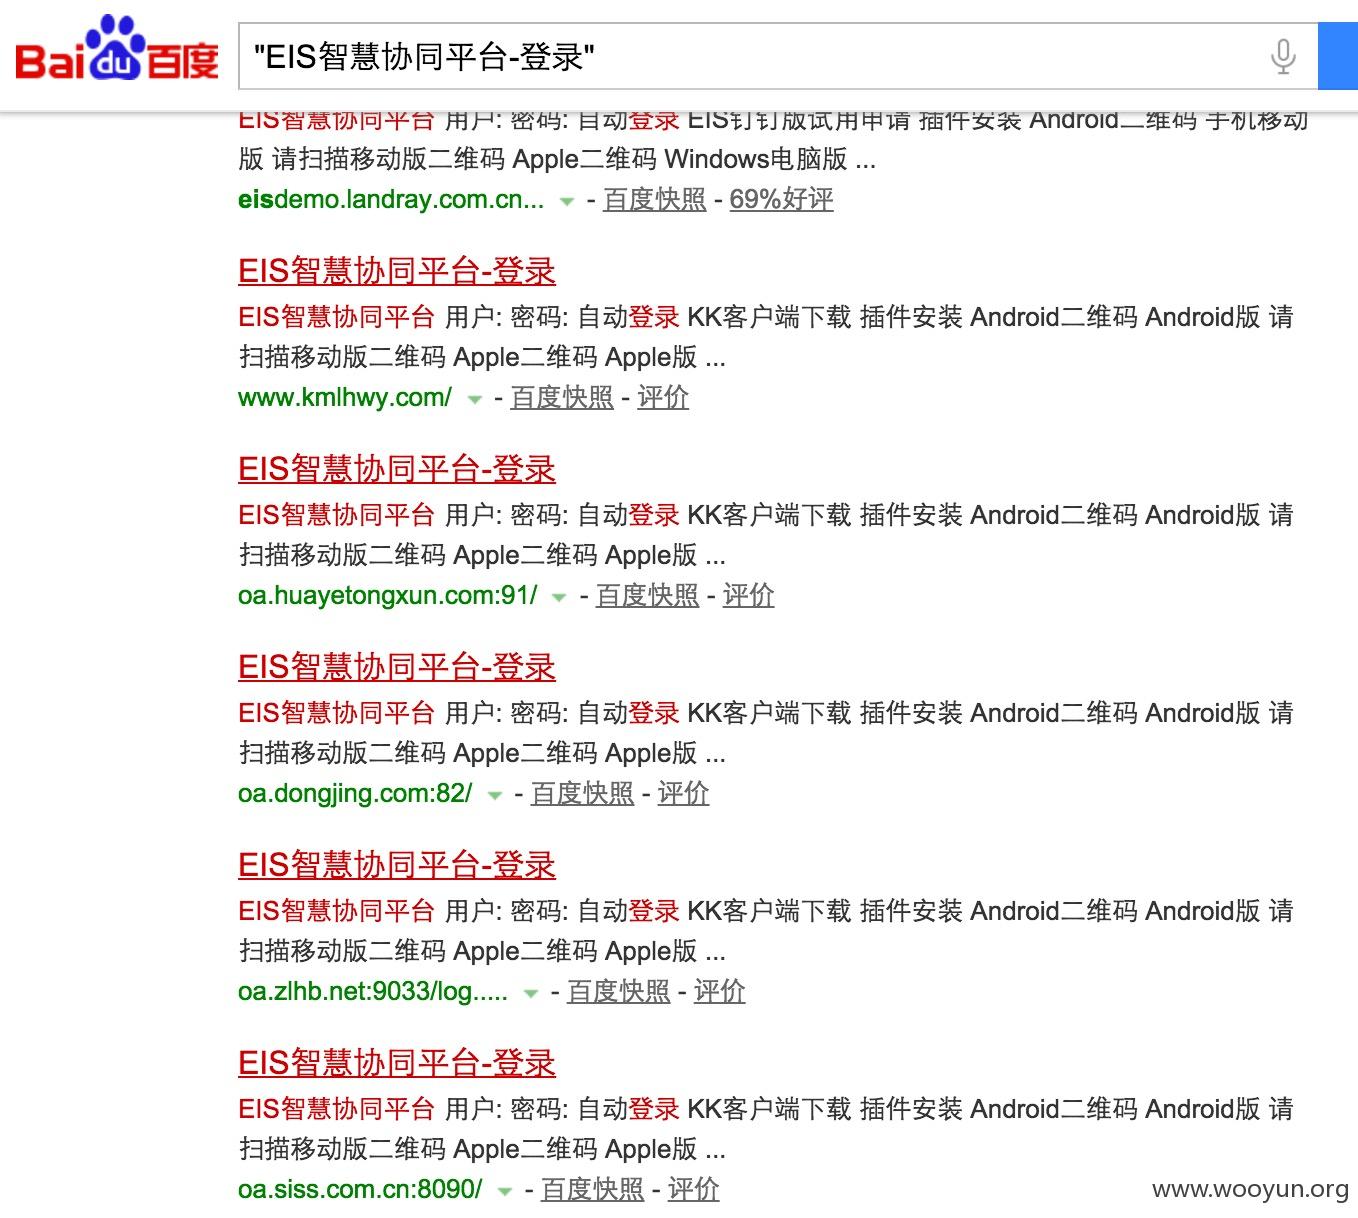 Bai du 百度
"EIS智慧协同平台-登录"
EIS智慧协同平台 用户: 密码: 自动登录 EIS钉钉版试用申请 插件安装 Android二维码 手机移动
版 请扫描移动版二维码 Apple二维码 Windows电脑版 ...
eisdemo.landray.com.cn... - 百度快照 - 69%好评
EIS智慧协同平台-登录
EIS智慧协同平台 用户: 密码: 自动登录 KK客户端下载 插件安装 Android二维码 Android版 请
扫描移动版二维码 Apple二维码 Apple版 ...
www.kmlhwy.com/ - 百度快照 - 评价
EIS智慧协同平台-登录
EIS智慧协同平台 用户: 密码: 自动登录 KK客户端下载 插件安装 Android二维码 Android版 请
扫描移动版二维码 Apple二维码 Apple版 ...
oa.huayetongxun.com:91/ - 百度快照 - 评价
EIS智慧协同平台-登录
EIS智慧协同平台 用户: 密码: 自动登录 KK客户端下载 插件安装 Android二维码 Android版 请
扫描移动版二维码 Apple二维码 Apple版 ...
oa.dongjing.com:82/ - 百度快照 - 评价
EIS智慧协同平台-登录
EIS智慧协同平台 用户: 密码: 自动登录 KK客户端下载 插件安装 Android二维码 Android版 请
扫描移动版二维码 Apple二维码 Apple版 ...
oa.zlhb.net:9033/log..... - 百度快照 - 评价
EIS智慧协同平台-登录
EIS智慧协同平台 用户: 密码: 自动登录 KK客户端下载 插件安装 Android二维码 Android版 请
扫描移动版二维码 Apple二维码 Apple版 ...
oa.siss.com.cn:8090/ - 百度快照 - 评价
www.wooyun.org